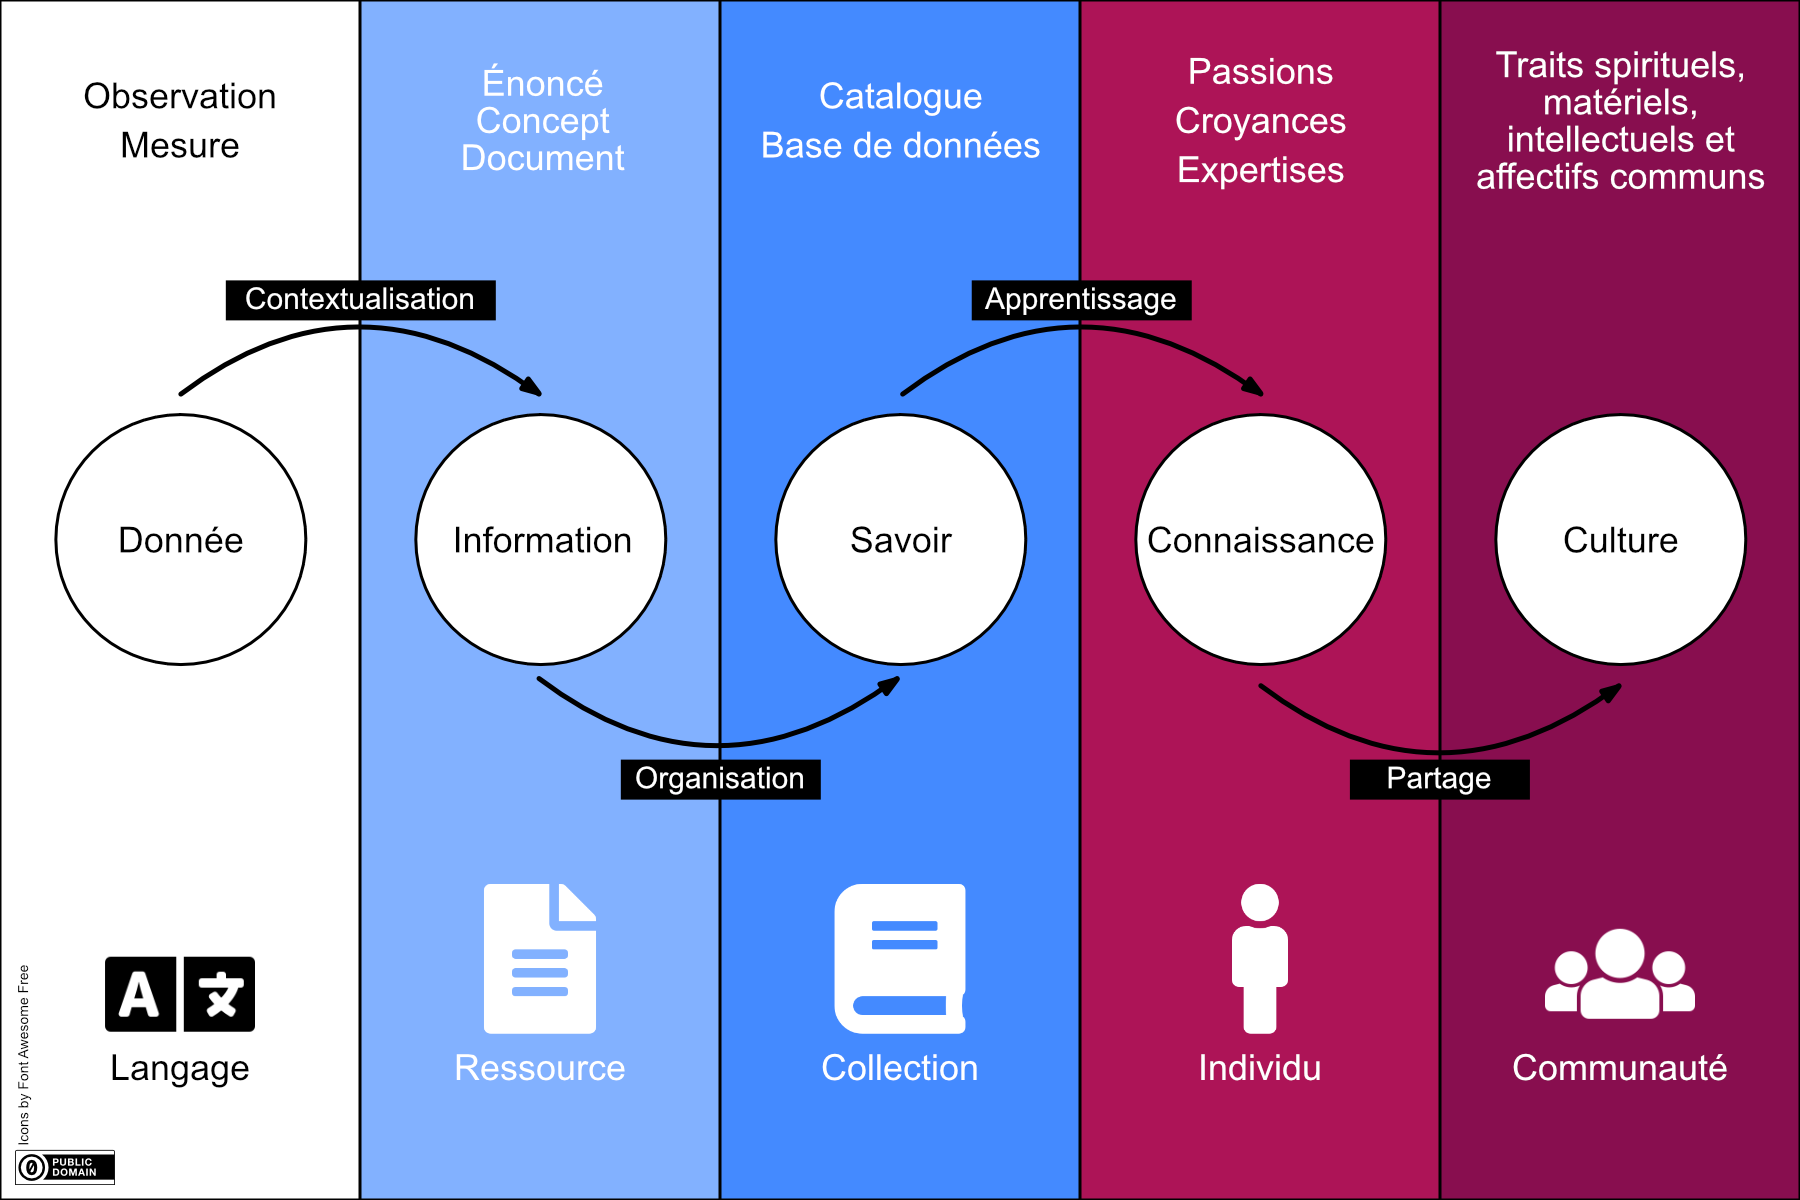 Observation
Mesure
Énoncé
Concept
Document
Catalogue
Base de données
Passions
Croyances
Expertises
Traits spirituels,
matériels,
intellectuels et
affectifs communs
Contextualisation
Apprentissage
Donnée
Information
Savoir
Connaissance
Culture
Organisation
Partage
A 文
Langage
Ressource
Collection
Individu
Communauté
Icons by Font Awesome Free
0 PUBLIC
DOMAIN